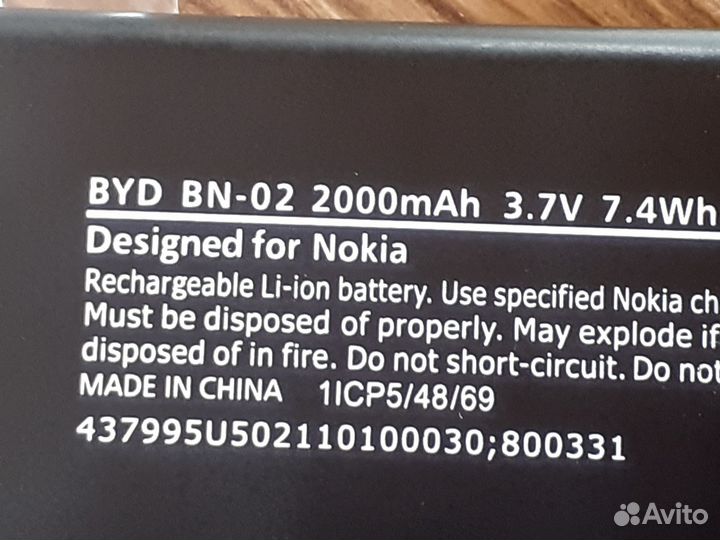 BYD BN-02 2000mAh 3.7V 7.4Wh
Designed for Nokia
Rechargeable Li-ion battery. Use specified Nokia ch
Must be disposed of properly. May explode if
disposed of in fire. Do not short-circuit. Do not
MADE IN CHINA 1ICP5/48/69
437995U502110100030;800331
Avito